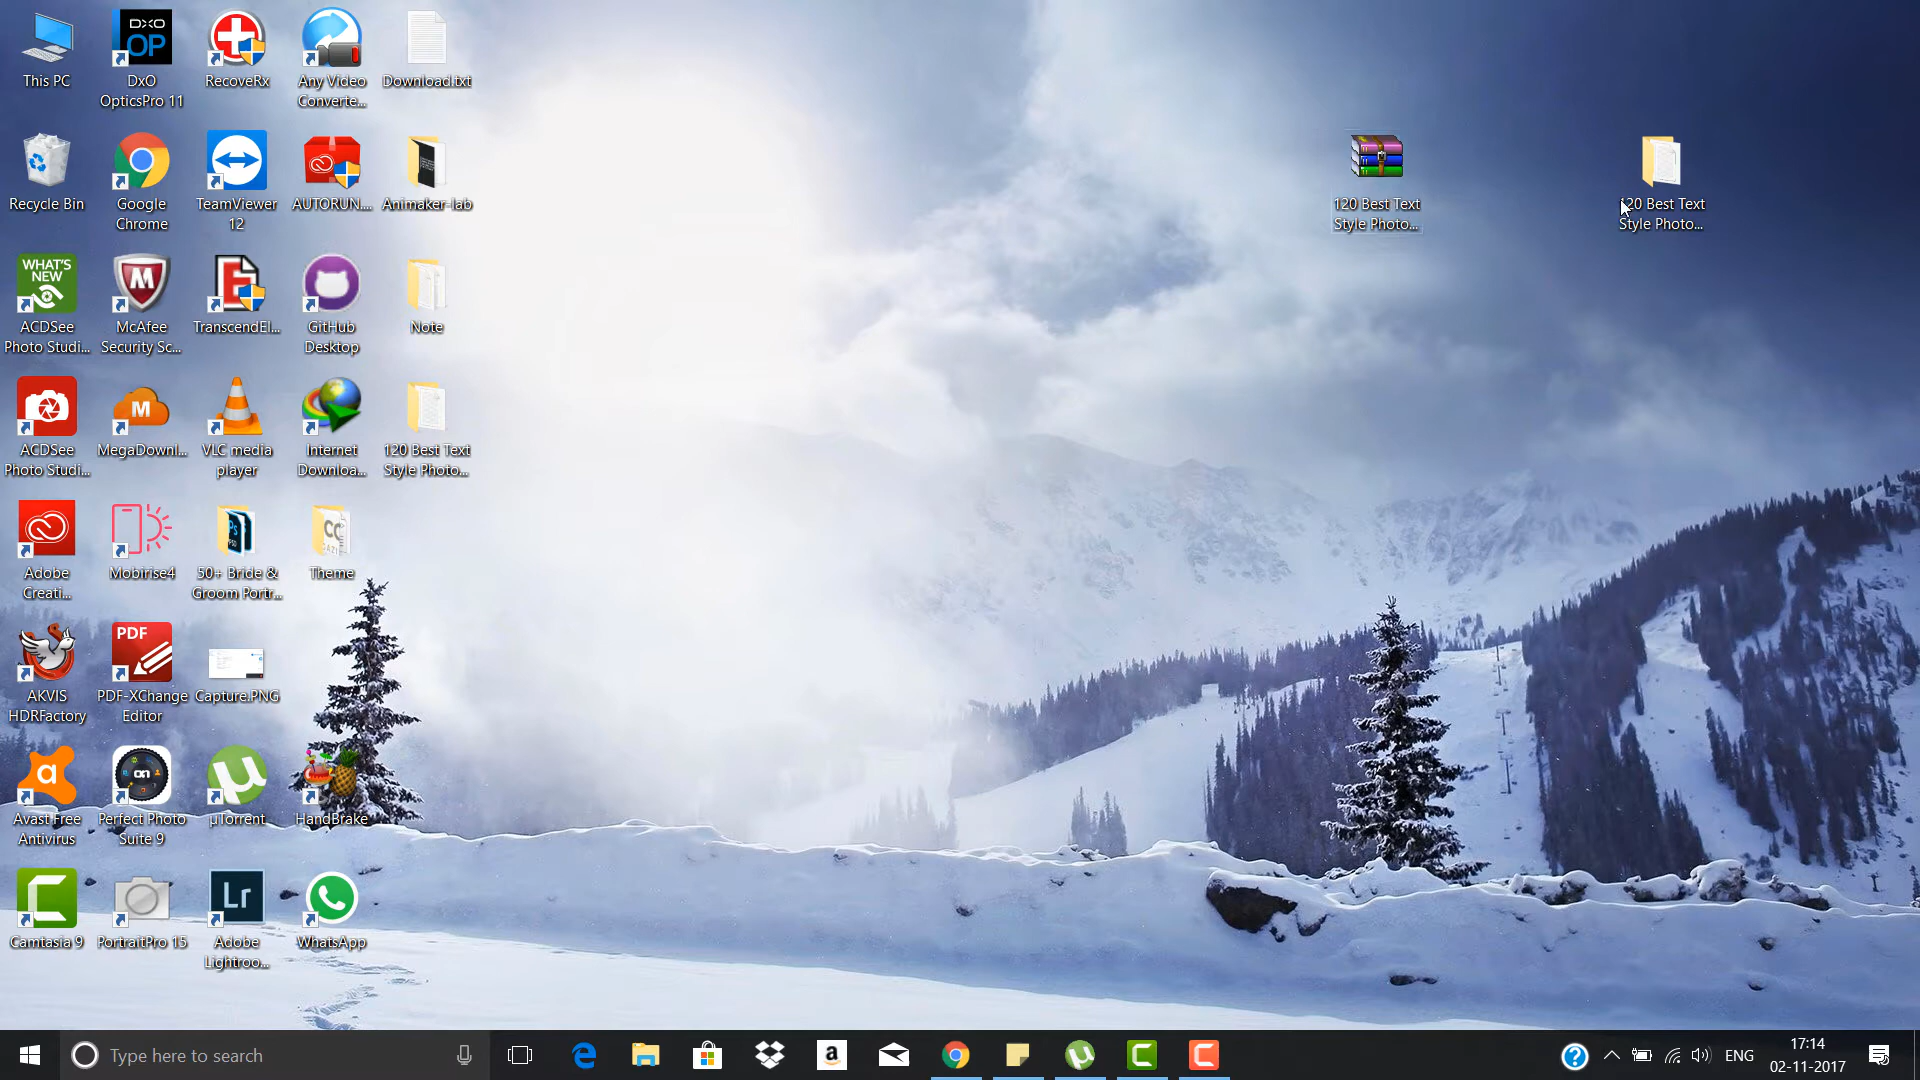 This PC
DxO
OpticsPro 11
RecoveRx
Any Video
Converte...
Download.txt
Recycle Bin
Google
Chrome
TeamViewer
12
AUTORUN....
Animaker-lab
120 Best Text
Style Photo...
120 Best Text
Style Photo...
WHAT'S
NEW
ACDSee
Photo Studi...
McAfee
Security Sc...
TranscendEl...
GitHub
Desktop
Note
ACDSee
Photo Studi...
MegaDownl...
VLC media
player
Internet
Downloa...
120 Best Text
Style Photo...
Adobe
Creati...
Mobirise4
50+ Bride &
Groom Portr...
Theme
AKVIS
HDRFactory
PDF
PDF-XChange
Editor
Capture.PNG
Avast Free
Antivirus
on
Perfect Photo
Suite 9
µTorrent
HandBrake
Camtasia 9
PortraitPro 15
Lr
Adobe
Lightroo...
WhatsApp
Type here to search
ENG
17:14
02-11-2017